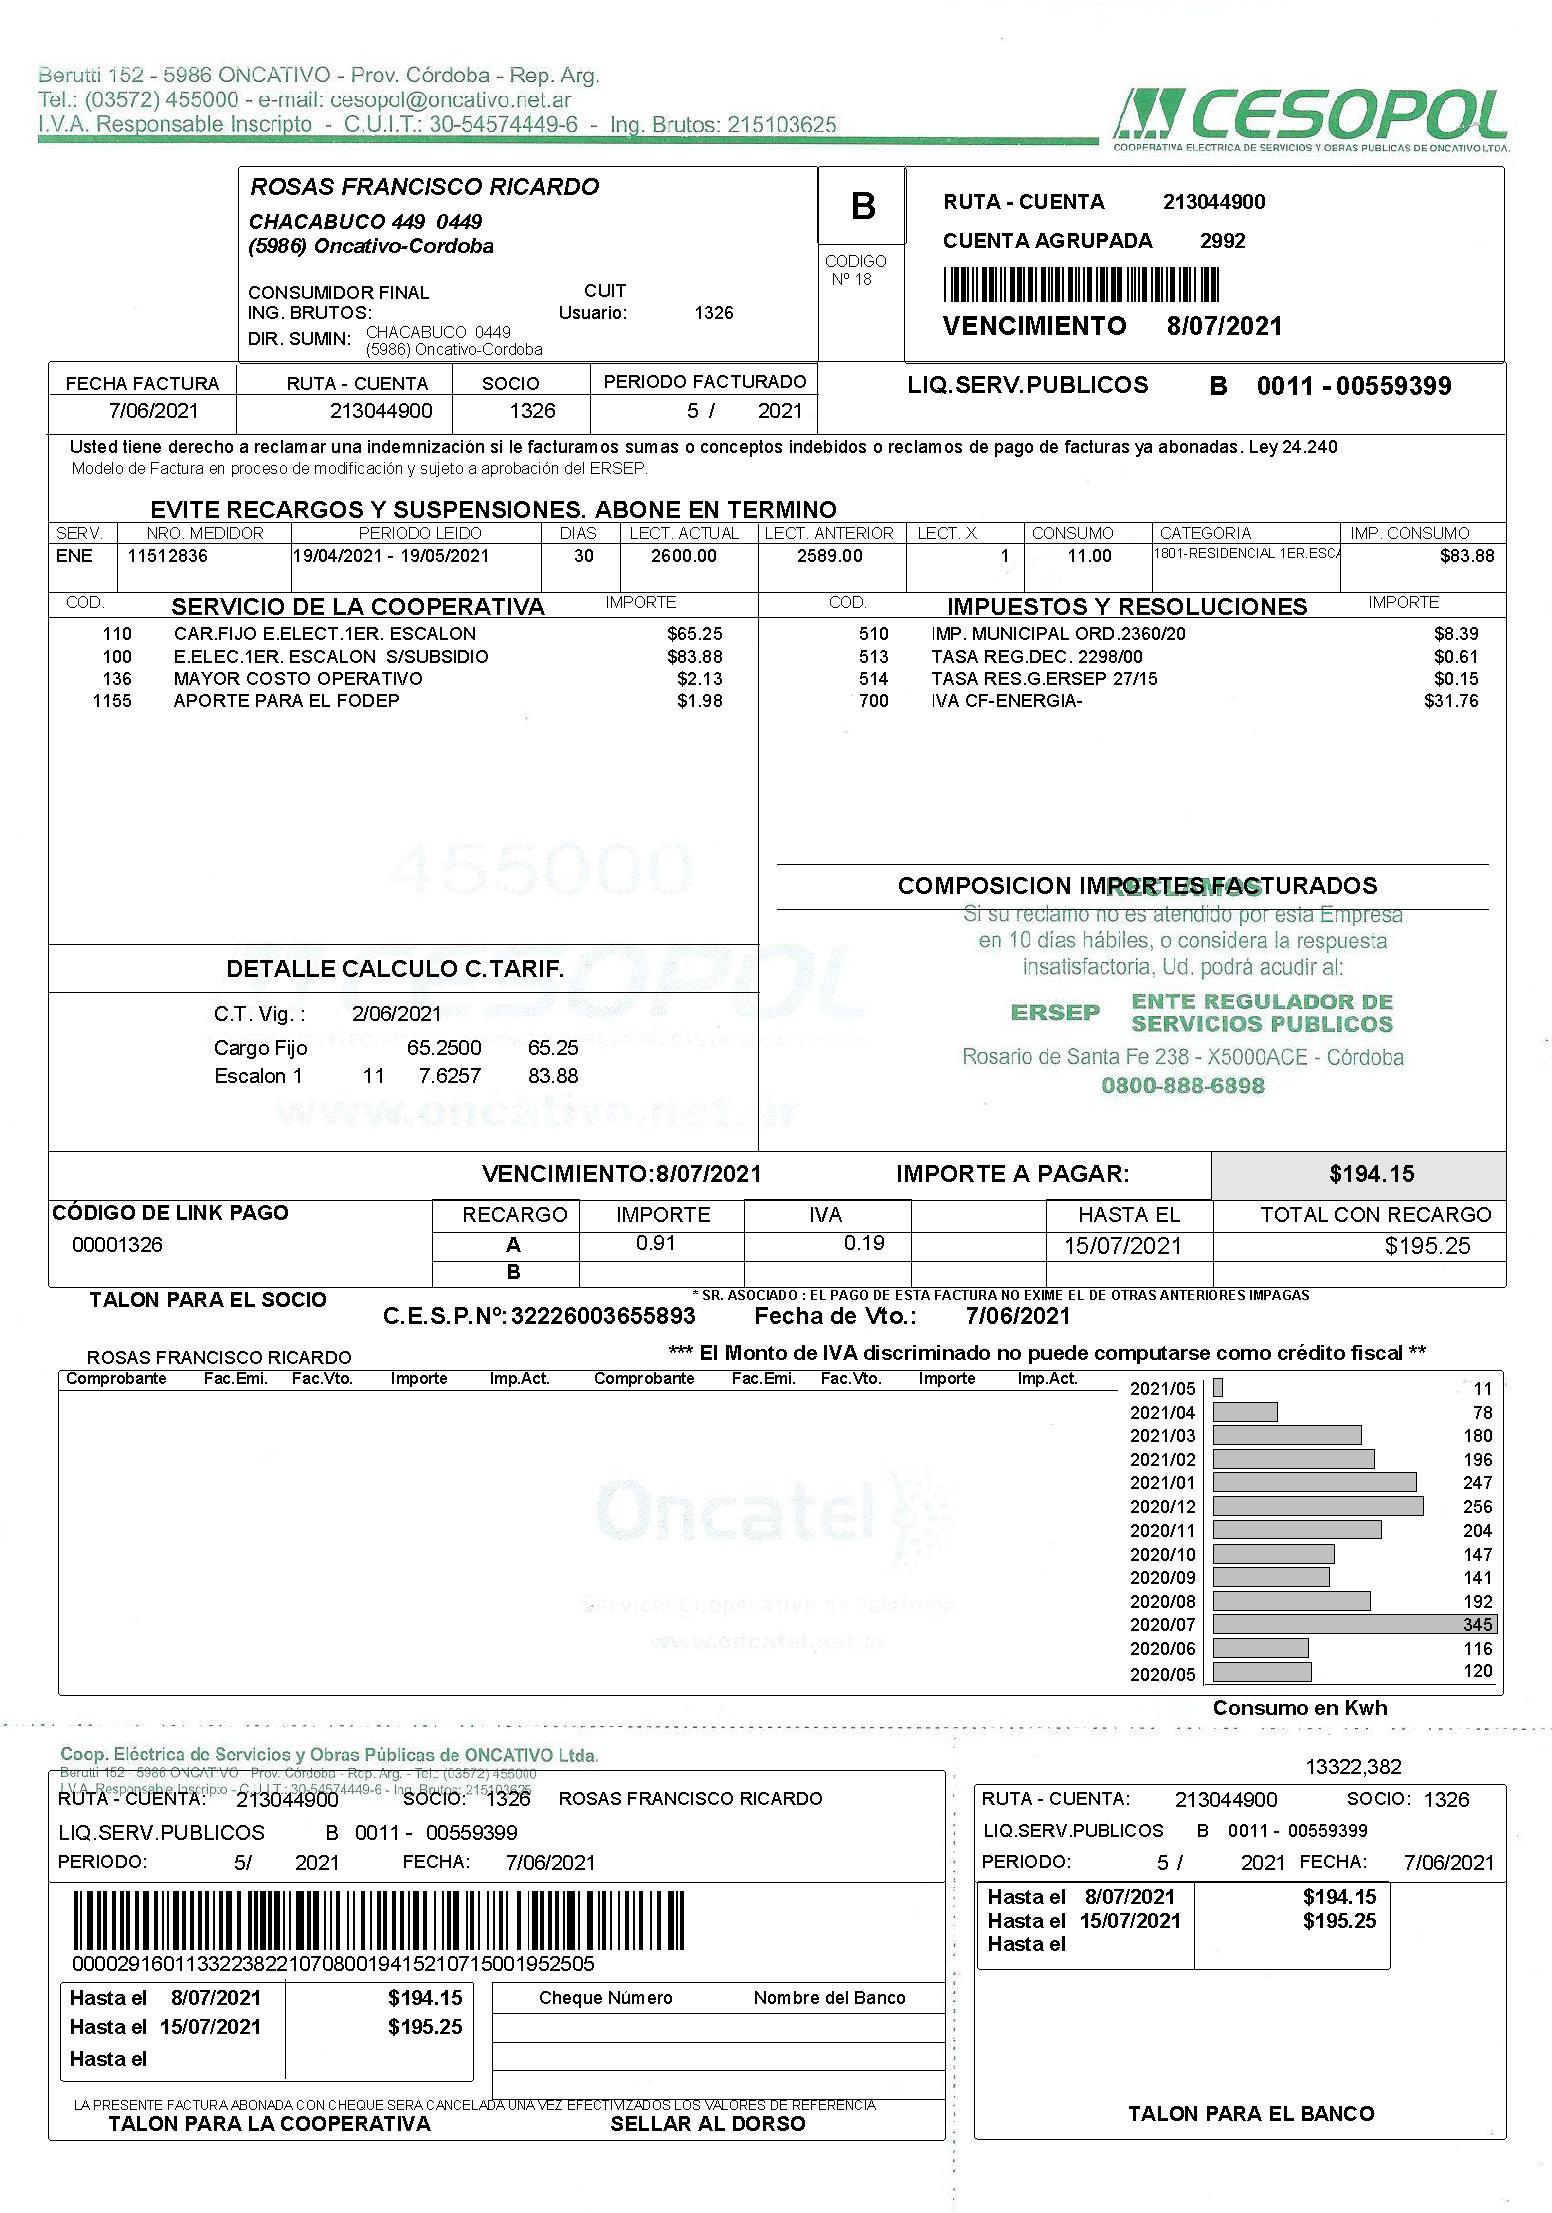 Berutti 152 - 5986 ONCATIVO - Prov. Córdoba - Rep. Arg.
Tel.: (03572) 455000 - e-mail: cesopol@oncativo.net.ar
I.V.A. Responsable Inscripto - C.U.I.T.: 30-54574449-6 - Ing. Brutos: 215103625
CESOPOL
COOPERATIVA ELECTRICA DE SERVICIOS Y OBRAS PUBLICAS DE ONCATIVO LTDA.
ROSAS FRANCISCO RICARDO
CHACABUCO 449 0449
(5986) Oncativo-Cordoba
CONSUMIDOR FINAL CUIT
ING. BRUTOS: Usuario: 1326
DIR. SUMIN: CHACABUCO 0449
(5986) Oncativo-Cordoba
B
CODIGO
Nº 18
RUTA - CUENTA 213044900
CUENTA AGRUPADA 2992
VENCIMIENTO 8/07/2021
FECHA FACTURA RUTA - CUENTA SOCIO PERIODO FACTURADO
7/06/2021 213044900 1326 5 / 2021
LIQ.SERV.PUBLICOS B 0011 - 00559399
Usted tiene derecho a reclamar una indemnización si le facturamos sumas o conceptos indebidos o reclamos de pago de facturas ya abonadas. Ley 24.240
Modelo de Factura en proceso de modificación y sujeto a aprobación del ERSEP.
EVITE RECARGOS Y SUSPENSIONES. ABONE EN TERMINO
SERV. NRO. MEDIDOR PERIODO LEIDO DIAS LECT. ACTUAL LECT. ANTERIOR LECT. X CONSUMO CATEGORIA IMP. CONSUMO
ENE 11512836 19/04/2021 - 19/05/2021 30 2600.00 2589.00 1 11.00 1801-RESIDENCIAL 1ER.ESCA $83.88
COD. SERVICIO DE LA COOPERATIVA IMPORTE COD. IMPUESTOS Y RESOLUCIONES IMPORTE
110 CAR.FIJO E.ELECT.1ER. ESCALON $65.25 510 IMP. MUNICIPAL ORD.2360/20 $8.39
100 E.ELEC.1ER. ESCALON S/SUBSIDIO $83.88 513 TASA REG.DEC. 2298/00 $0.61
136 MAYOR COSTO OPERATIVO $2.13 514 TASA RES.G.ERSEP 27/15 $0.15
1155 APORTE PARA EL FODEP $1.98 700 IVA CF-ENERGIA- $31.76
455000
COMPOSICION IMPORTES FACTURADOS
RECLAMOS
Si su reclamo no es atendido por esta Empresa
en 10 días hábiles, o considera la respuesta
insatisfactoria, Ud. podrá acudir al:
ERSEP ENTE REGULADOR DE
SERVICIOS PUBLICOS
Rosario de Santa Fe 238 - X5000ACE - Córdoba
0800-888-6898
CESOPOL
DETALLE CALCULO C.TARIF.
C.T. Vig. : 2/06/2021
Cargo Fijo 65.2500 65.25
Escalon 1 11 7.6257 83.88
www.oncativo.net.ar
VENCIMIENTO:8/07/2021 IMPORTE A PAGAR: $194.15
CÓDIGO DE LINK PAGO RECARGO IMPORTE IVA HASTA EL TOTAL CON RECARGO
00001326 A 0.91 0.19 15/07/2021 $195.25
B
TALON PARA EL SOCIO
* SR. ASOCIADO : EL PAGO DE ESTA FACTURA NO EXIME EL DE OTRAS ANTERIORES IMPAGAS
C.E.S.P.Nº:32226003655893 Fecha de Vto.: 7/06/2021
ROSAS FRANCISCO RICARDO
*** El Monto de IVA discriminado no puede computarse como crédito fiscal **
Comprobante Fac.Emi. Fac.Vto. Importe Imp.Act. Comprobante Fac.Emi. Fac.Vto. Importe Imp.Act.
2021/05 11
2021/04 78
2021/03 180
2021/02 196
2021/01 247
2020/12 256
2020/11 204
2020/10 147
2020/09 141
2020/08 192
2020/07 345
2020/06 116
2020/05 120
Consumo en Kwh
Oncatel
Servicio Cooperativo de Telefonía
www.oncatel.net.ar
Coop. Eléctrica de Servicios y Obras Públicas de ONCATIVO Ltda.
Berutti 152 - 5986 ONCATIVO - Prov. Córdoba - Rep. Arg. - Tel.: (03572) 455000
I.V.A. Responsable Inscripto - C.U.I.T.: 30-54574449-6 - Ing. Brutos: 215103625
RUTA - CUENTA: 213044900 SOCIO: 1326 ROSAS FRANCISCO RICARDO
LIQ.SERV.PUBLICOS B 0011 - 00559399
PERIODO: 5/ 2021 FECHA: 7/06/2021
0000291601133223822107080019415210715001952505
Hasta el 8/07/2021 $194.15
Hasta el 15/07/2021 $195.25
Hasta el
Cheque Número Nombre del Banco
LA PRESENTE FACTURA ABONADA CON CHEQUE SERA CANCELADA UNA VEZ EFECTIVIZADOS LOS VALORES DE REFERENCIA
TALON PARA LA COOPERATIVA SELLAR AL DORSO
13322,382
RUTA - CUENTA: 213044900 SOCIO: 1326
LIQ.SERV.PUBLICOS B 0011 - 00559399
PERIODO: 5 / 2021 FECHA: 7/06/2021
Hasta el 8/07/2021 $194.15
Hasta el 15/07/2021 $195.25
Hasta el
TALON PARA EL BANCO